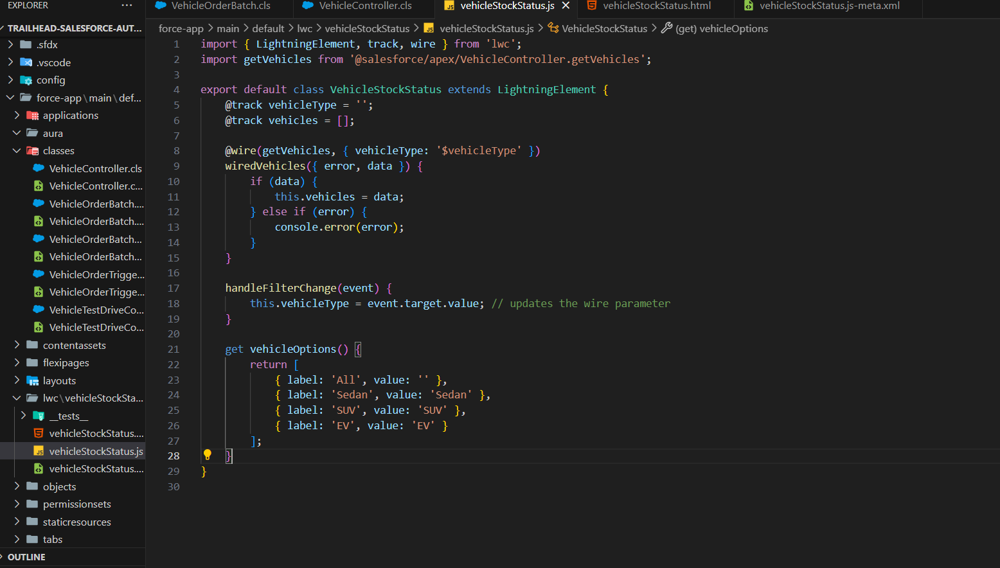 EXPLORER ···
VehicleOrderBatch.cls VehicleController.cls JS vehicleStockStatus.js vehicleStockStatus.html vehicleStockStatus.js-meta.xml
TRAILHEAD-SALESFORCE-AUT...
.sfdx
.vscode
config
force-app\main\def...
applications
aura
classes
VehicleController.cls
VehicleController.c...
VehicleOrderBatch....
VehicleOrderBatch....
VehicleOrderBatch...
VehicleOrderBatch...
VehicleOrderTrigge...
VehicleOrderTrigge...
VehicleTestDriveCo...
VehicleTestDriveCo...
contentassets
flexipages
layouts
lwc\vehicleStockSta...
__tests__
vehicleStockStatus....
JS vehicleStockStatus.js
vehicleStockStatus....
objects
permissionsets
staticresources
tabs
OUTLINE
force-app > main > default > lwc > vehicleStockStatus > JS vehicleStockStatus.js > VehicleStockStatus > (get) vehicleOptions
1 import { LightningElement, track, wire } from 'lwc';
2 import getVehicles from '@salesforce/apex/VehicleController.getVehicles';
3
4 export default class VehicleStockStatus extends LightningElement {
5 @track vehicleType = '';
6 @track vehicles = [];
7
8 @wire(getVehicles, { vehicleType: '$vehicleType' })
9 wiredVehicles({ error, data }) {
10 if (data) {
11 this.vehicles = data;
12 } else if (error) {
13 console.error(error);
14 }
15 }
16
17 handleFilterChange(event) {
18 this.vehicleType = event.target.value; // updates the wire parameter
19 }
20
21 get vehicleOptions() {
22 return [
23 { label: 'All', value: '' },
24 { label: 'Sedan', value: 'Sedan' },
25 { label: 'SUV', value: 'SUV' },
26 { label: 'EV', value: 'EV' }
27 ];
28 }
29 }
30